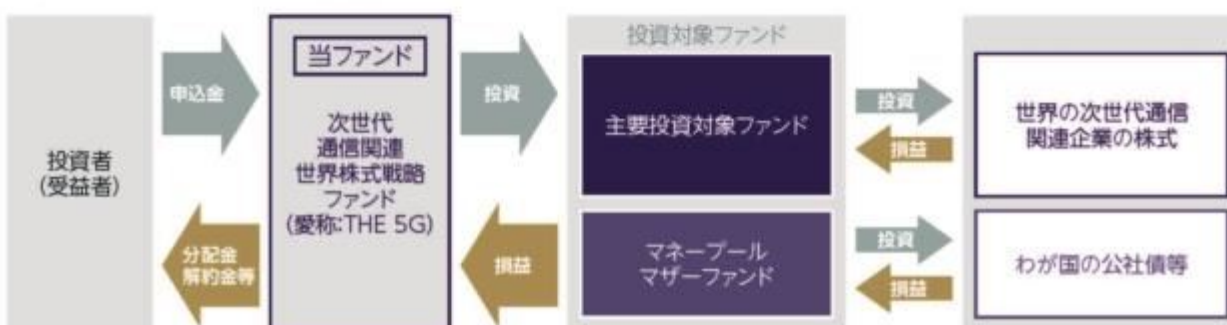 投資者
(受益者)
申込金
分配金
解約金等
当ファンド
次世代
通信関連
世界株式戦略
ファンド
(愛称:THE 5G)
投資
損益
投資対象ファンド
主要投資対象ファンド
マネープール
マザーファンド
投資
損益
投資
損益
世界の次世代通信
関連企業の株式
わが国の公社債等